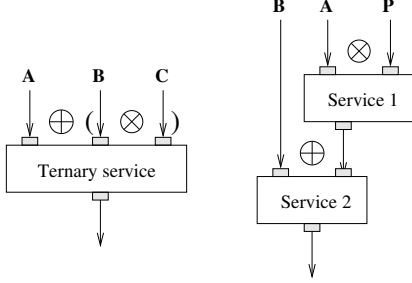 B A P
⊗
A B C
Service 1
⊕ ( ⊗ )
⊕
Ternary service
Service 2